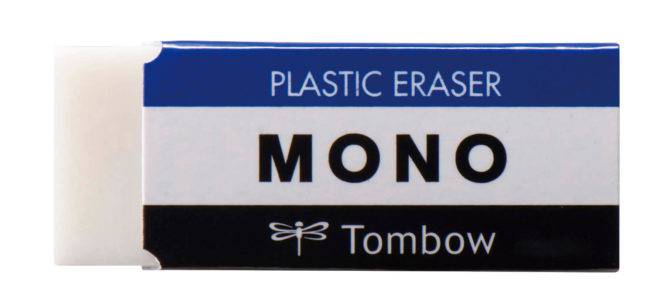 PLASTIC ERASER
MONO
Tombow